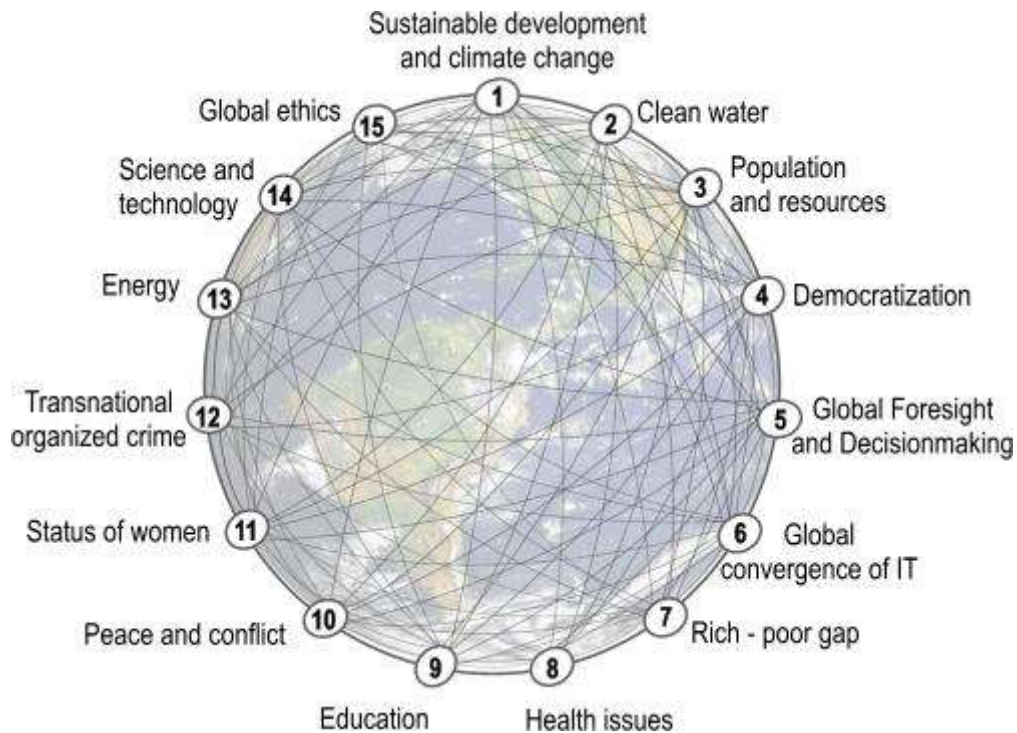 Sustainable development
and climate change
1
Clean water
2
Population
and resources
3
Democratization
4
Global Foresight
and Decisionmaking
5
Global
convergence of IT
6
Rich - poor gap
7
Health issues
8
Education
9
Peace and conflict
10
Status of women
11
Transnational
organized crime
12
Energy
13
Science and
technology
14
Global ethics
15